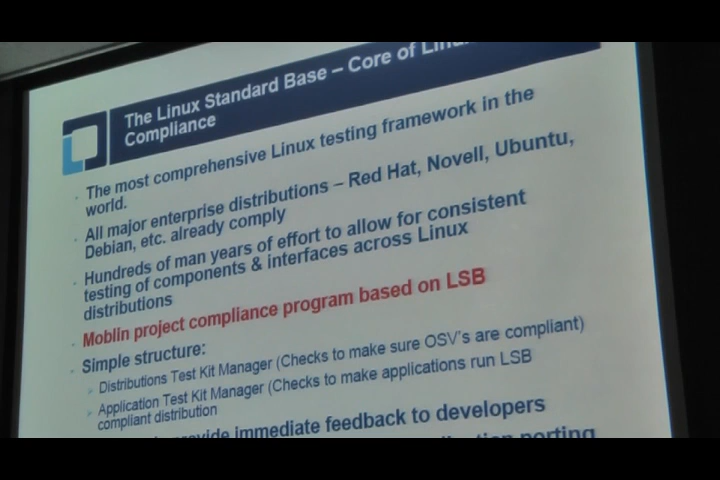 The Linux Standard Base – Core of
Compliance
The most comprehensive Linux testing framework in the
world.
All major enterprise distributions – Red Hat, Novell, Ubuntu,
Debian, etc. already comply
Hundreds of man years of effort to allow for consistent
testing of components & interfaces across Linux
distributions
Moblin project compliance program based on LSB
Simple structure:
Distributions Test Kit Manager (Checks to make sure OSV's are compliant)
Application Test Kit Manager (Checks to make applications run LSB
compliant distribution
provide immediate feedback to developers
porting